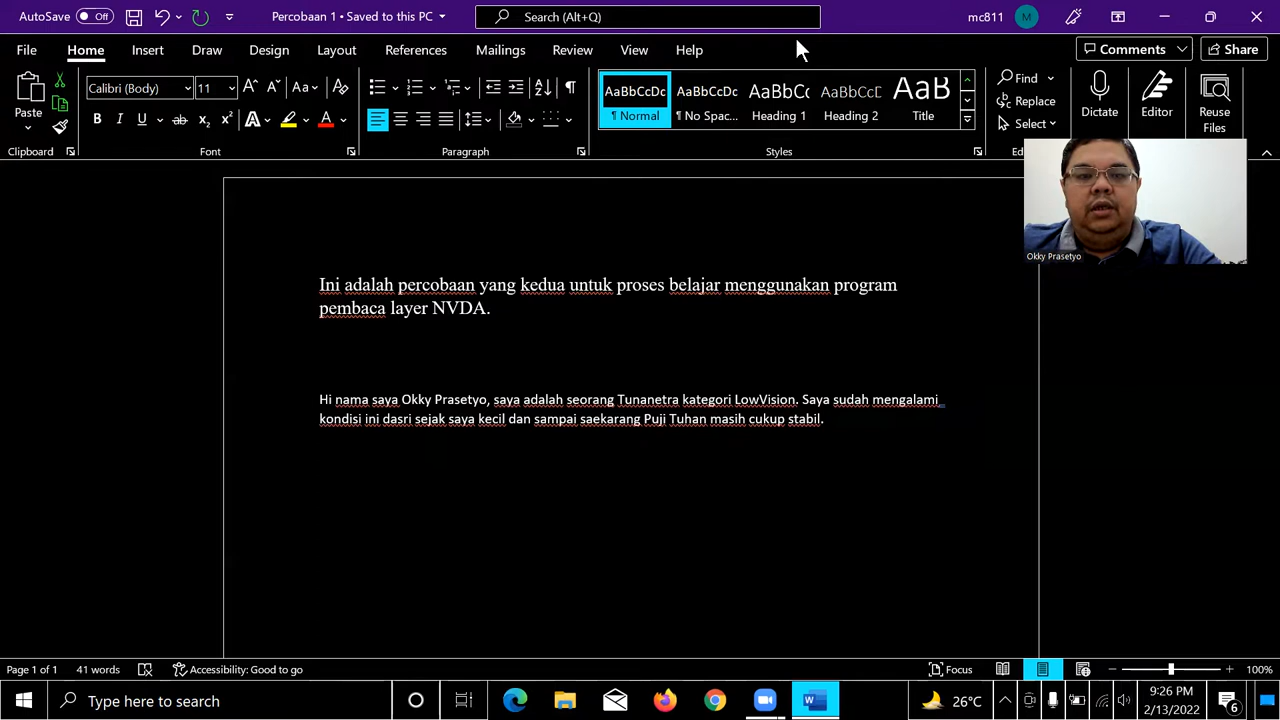 AutoSave Off Percobaan 1 • Saved to this PC Search (Alt+Q) mc811 M
File Home Insert Draw Design Layout References Mailings Review View Help Comments Share
Paste Calibri (Body) 11 Aa AaBbCcDc AaBbCcDc AaBbCc AaBbCcD AaB Find Replace Select Dictate Editor Reuse Files
¶ Normal ¶ No Spac... Heading 1 Heading 2 Title
Clipboard Font Paragraph Styles
Okky Prasetyo
Ini adalah percobaan yang kedua untuk proses belajar menggunakan program
pembaca layer NVDA.
Hi nama saya Okky Prasetyo, saya adalah seorang Tunanetra kategori LowVision. Saya sudah mengalami
kondisi ini dasri sejak saya kecil dan sampai saekarang Puji Tuhan masih cukup stabil.
Page 1 of 1 41 words Accessibility: Good to go Focus 100%
Type here to search 26°C 9:26 PM
2/13/2022 6